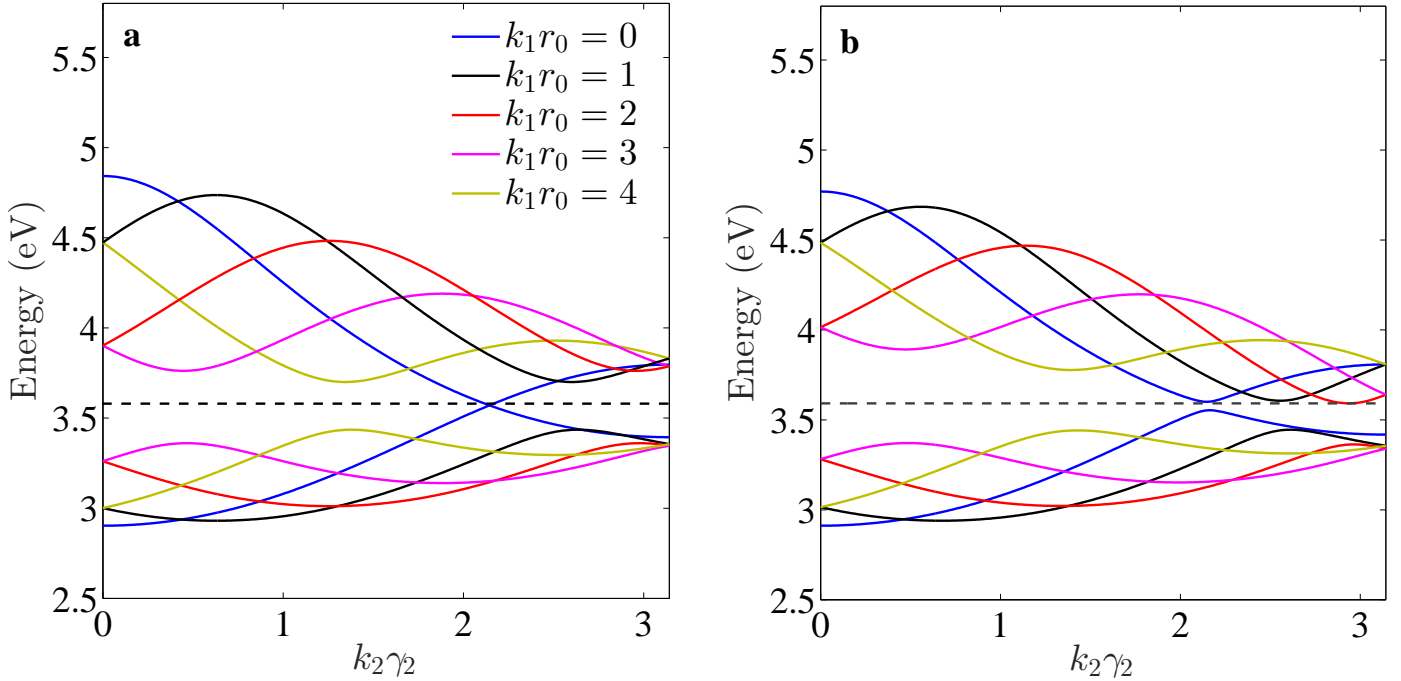 a
k₁r₀ = 0
k₁r₀ = 1
k₁r₀ = 2
k₁r₀ = 3
k₁r₀ = 4
5.5
5
4.5
4
3.5
3
2.5
Energy (eV)
0 1 2 3
k₂γ₂
b
5.5
5
4.5
4
3.5
3
2.5
Energy (eV)
0 1 2 3
k₂γ₂